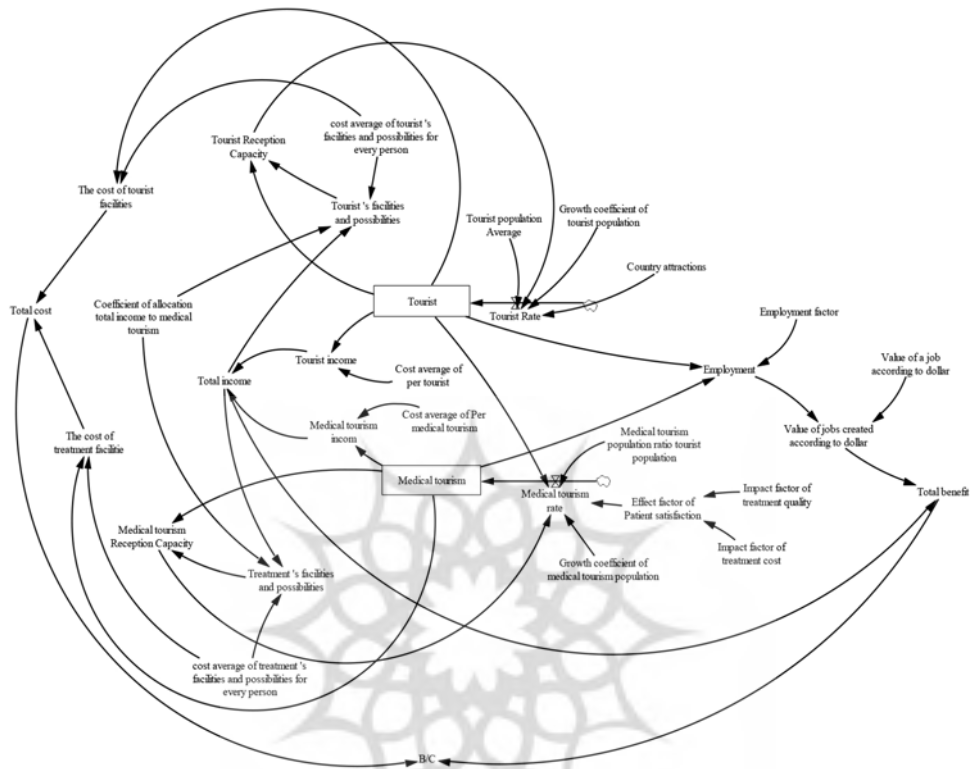 cost average of tourist 's
facilities and possibilities for
every person
Tourist Reception
Capacity
The cost of tourist
facilities
Tourist 's facilities
and possibilities
Tourist population
Average
Growth coefficient of
tourist population
Country attractions
Coefficient of allocation
total income to medical
tourism
Total cost
Tourist
Tourist Rate
Employment factor
Tourist income
Total income
Cost average of
per tourist
Employment
Value of a job
according to dollar
Medical tourism
incom
Cost average of Per
medical tourism
Value of jobs created
according to dollar
The cost of
treatment facilitie
Medical tourism
population ratio tourist
population
Medical tourism
Medical tourism
rate
Effect factor of
Patient satisfaction
Impact factor of
treatment quality
Total benefit
Medical tourism
Reception Capacity
Impact factor of
treatment cost
Treatment 's facilities
and possibilities
Growth coefficient of
medical tourism population
cost average of treatment 's
facilities and possibilities for
every person
B/C